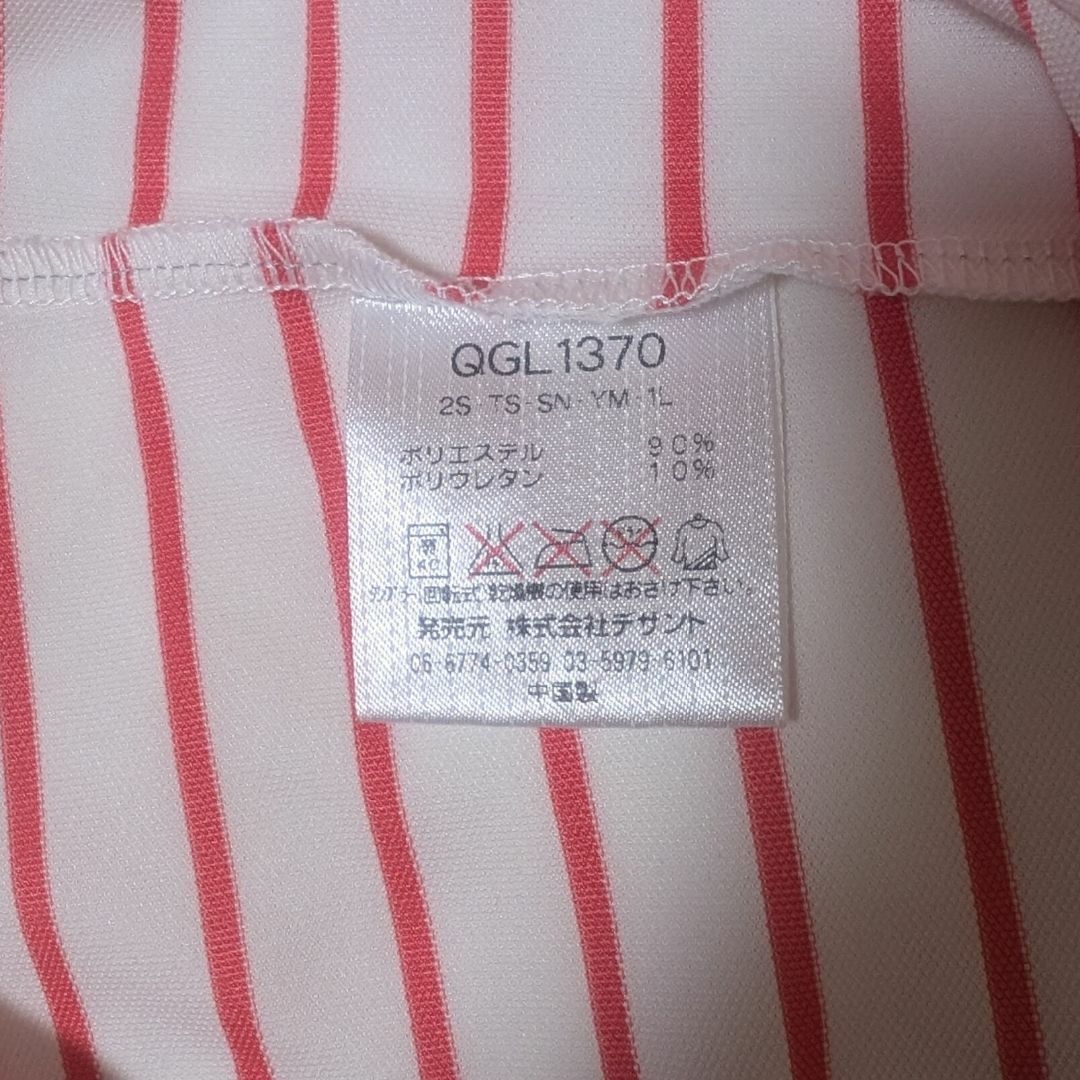 QGL1370
2S-TS-SN-YM-1L
ポリエステル 90%
ポリウレタン 10%
弱
40
タンブラー回転式乾燥機の使用はおさけ下さい。
発売元 株式会社デサント
06-6774-0359 03-5979-6101
中国製